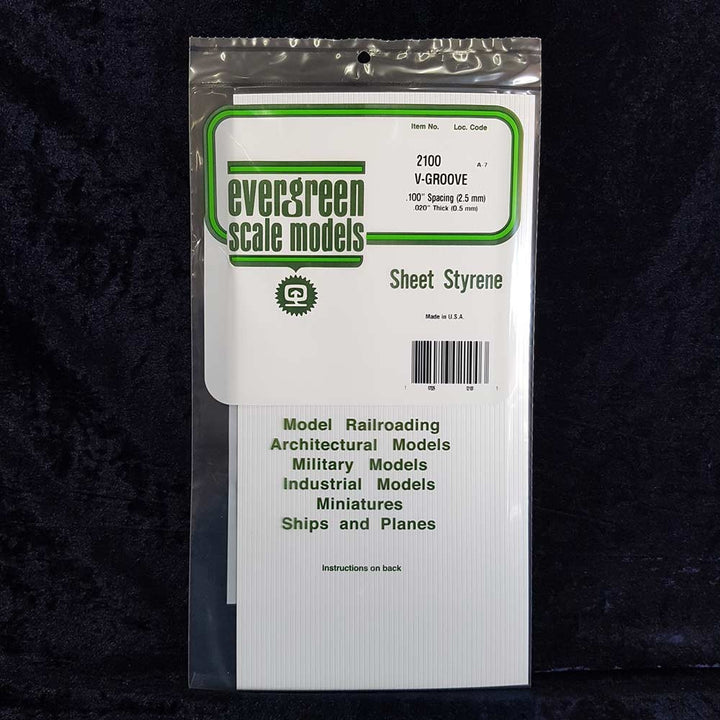 Item No. Loc. Code
2100 A-7
V-GROOVE
.100" Spacing (2.5 mm)
.020" Thick (0.5 mm)
evergreen
scale models
Sheet Styrene
Made in U.S.A.
Model Railroading
Architectural Models
Military Models
Industrial Models
Miniatures
Ships and Planes
Instructions on back